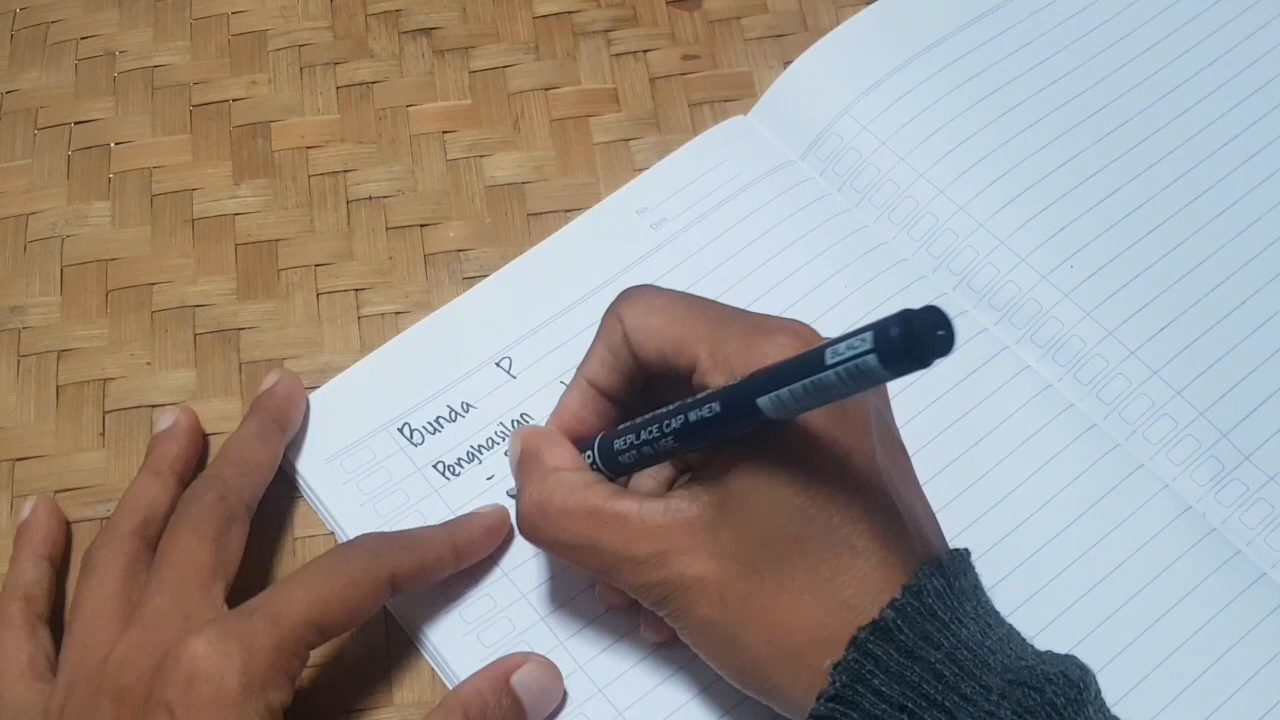 No
Date
Bunda P
Penghasilan
-
BLACK
REPLACE CAP WHEN
NOT IN USE